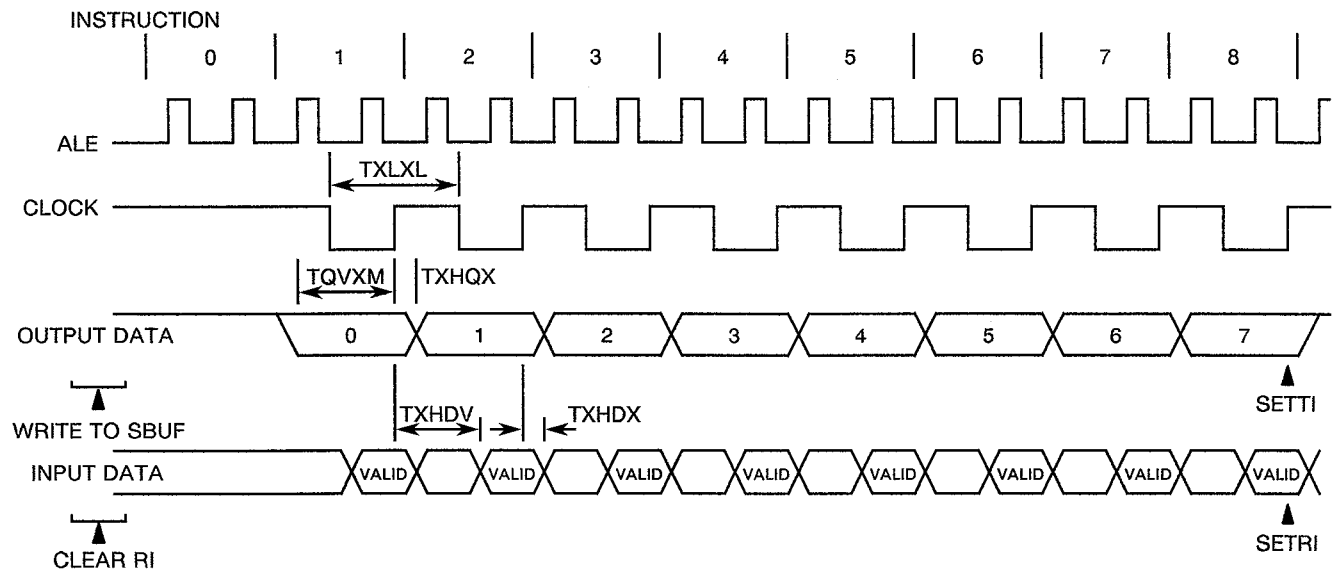 INSTRUCTION
0 1 2 3 4 5 6 7 8
ALE
TXLXL
CLOCK
TQVXM TXHQX
OUTPUT DATA 0 1 2 3 4 5 6 7
TXHDV TXHDX
SETTI
WRITE TO SBUF
INPUT DATA VALID VALID VALID VALID VALID VALID VALID VALID
SETRI
CLEAR RI